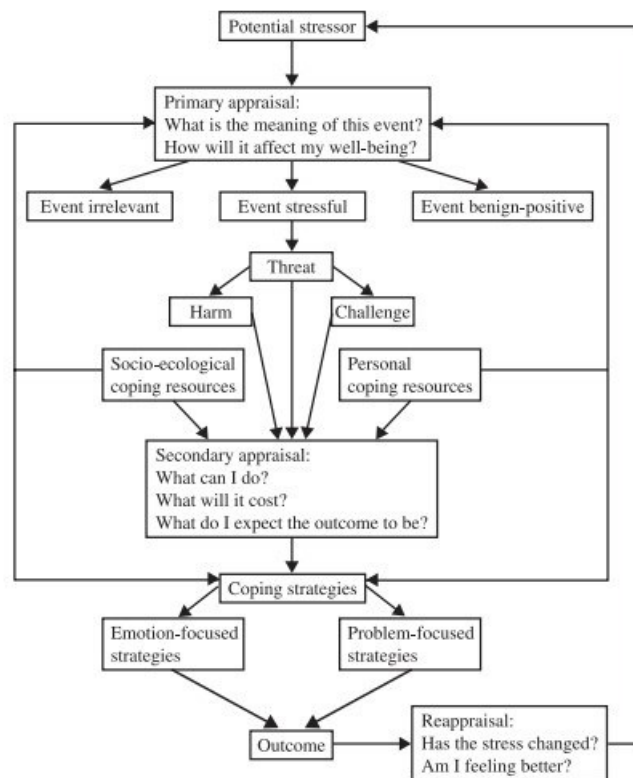 Potential stressor
Primary appraisal:
What is the meaning of this event?
How will it affect my well-being?
Event irrelevant
Event stressful
Event benign-positive
Threat
Harm
Challenge
Socio-ecological
coping resources
Personal
coping resources
Secondary appraisal:
What can I do?
What will it cost?
What do I expect the outcome to be?
Coping strategies
Emotion-focused
strategies
Problem-focused
strategies
Outcome
Reappraisal:
Has the stress changed?
Am I feeling better?